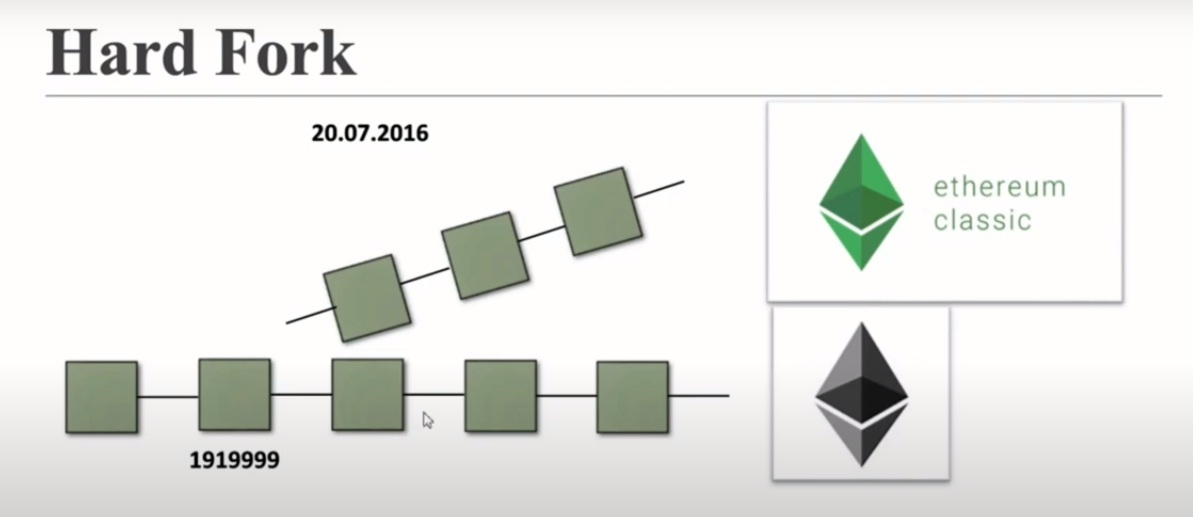 Hard Fork
20.07.2016
ethereum
classic
1919999